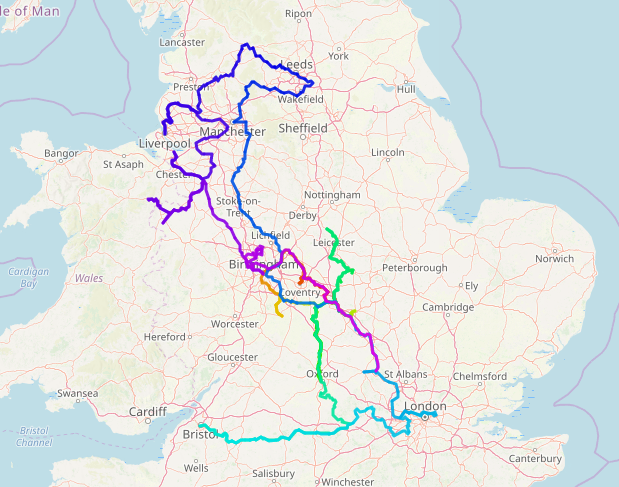 le of Man
Ripon
Lancaster
York
Leeds
Preston
Hull
Wakefield
Manchester
Sheffield
Liverpool
Bangor
St Asaph
Lincoln
Chester
Stoke-on-
Trent
Nottingham
Derby
Lichfield
Leicester
Norwich
Birmingham
Peterborough
Cardigan
Bay
Wales
Coventry
Ely
Cambridge
Worcester
Hereford
Gloucester
Oxford
St Albans
Chelmsford
Swansea
London
Cardiff
Bristol
Channel
Bristol
Canterbury
Wells
Salisbury
Winchester